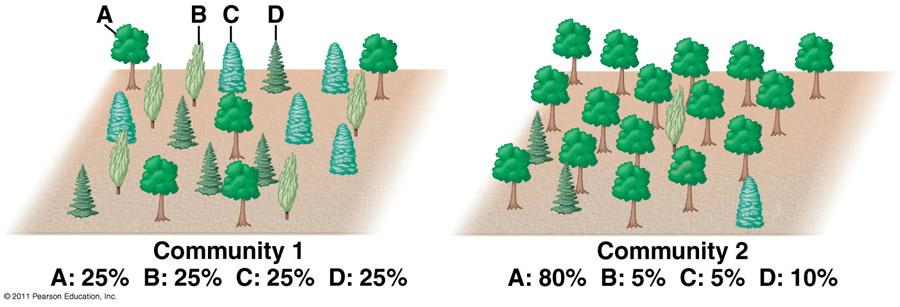 A B C D
Community 1
A: 25% B: 25% C: 25% D: 25%
Community 2
A: 80% B: 5% C: 5% D: 10%
© 2011 Pearson Education, Inc.